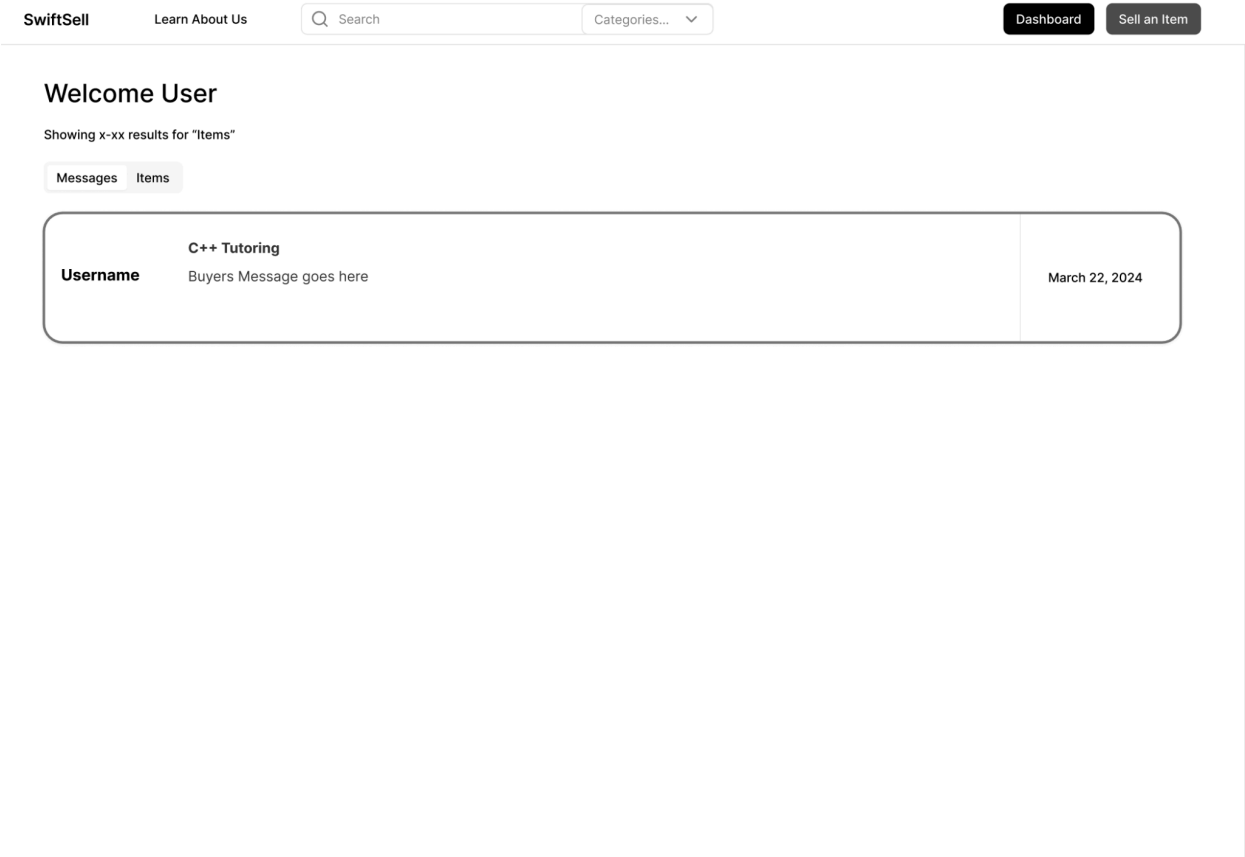 SwiftSell Learn About Us Search Categories... Dashboard Sell an Item
Welcome User
Showing x-xx results for “Items”
Messages Items
C++ Tutoring
Username Buyers Message goes here March 22, 2024